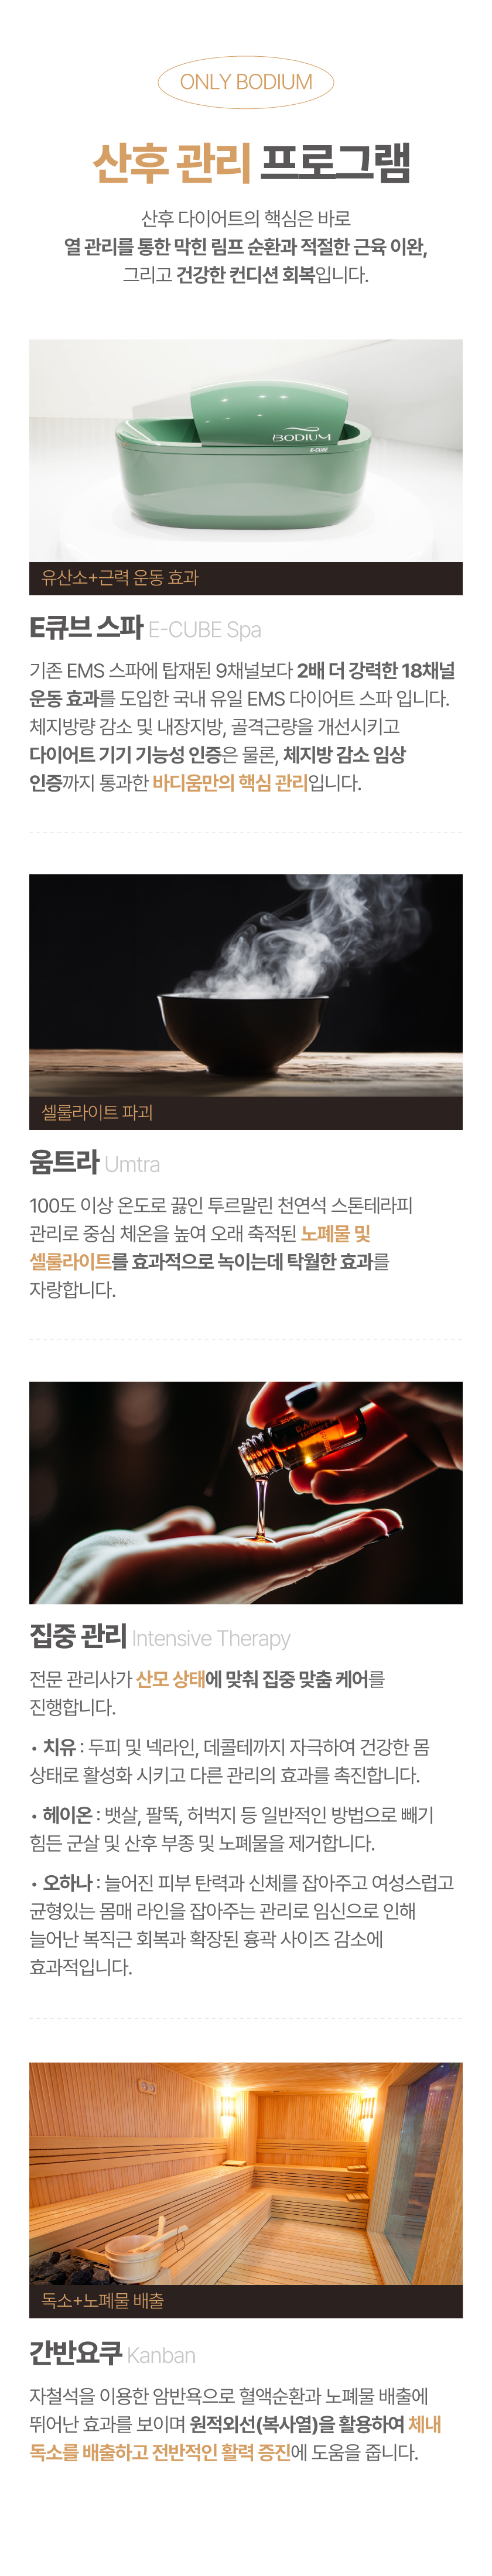 ONLY BODIUM
산후 관리 프로그램
산후 다이어트의 핵심은 바로
열 관리를 통한 막힌 림프 순환과 적절한 근육 이완,
그리고 건강한 컨디션 회복입니다.
BODIUM
E-CUBE
유산소+근력 운동 효과
E큐브 스파 E-CUBE Spa
기존 EMS 스파에 탑재된 9채널보다 2배 더 강력한 18채널
운동 효과를 도입한 국내 유일 EMS 다이어트 스파 입니다.
체지방량 감소 및 내장지방, 골격근량을 개선시키고
다이어트 기기 기능성 인증은 물론, 체지방 감소 임상
인증까지 통과한 바디움만의 핵심 관리입니다.
셀룰라이트 파괴
움트라 Umtra
100도 이상 온도로 끓인 투르말린 천연석 스톤테라피
관리로 중심 체온을 높여 오래 축적된 노폐물 및
셀룰라이트를 효과적으로 녹이는데 탁월한 효과를
자랑합니다.
집중 관리 Intensive Therapy
전문 관리사가 산모 상태에 맞춰 집중 맞춤 케어를
진행합니다.
• 치유 : 두피 및 넥라인, 데콜테까지 자극하여 건강한 몸
상태로 활성화 시키고 다른 관리의 효과를 촉진합니다.
• 헤이온 : 뱃살, 팔뚝, 허벅지 등 일반적인 방법으로 빼기
힘든 군살 및 산후 부종 및 노폐물을 제거합니다.
• 오하나 : 늘어진 피부 탄력과 신체를 잡아주고 여성스럽고
균형있는 몸매 라인을 잡아주는 관리로 임신으로 인해
늘어난 복직근 회복과 확장된 흉곽 사이즈 감소에
효과적입니다.
독소+노폐물 배출
간반요쿠 Kanban
자철석을 이용한 암반욕으로 혈액순환과 노폐물 배출에
뛰어난 효과를 보이며 원적외선(복사열)을 활용하여 체내
독소를 배출하고 전반적인 활력 증진에 도움을 줍니다.